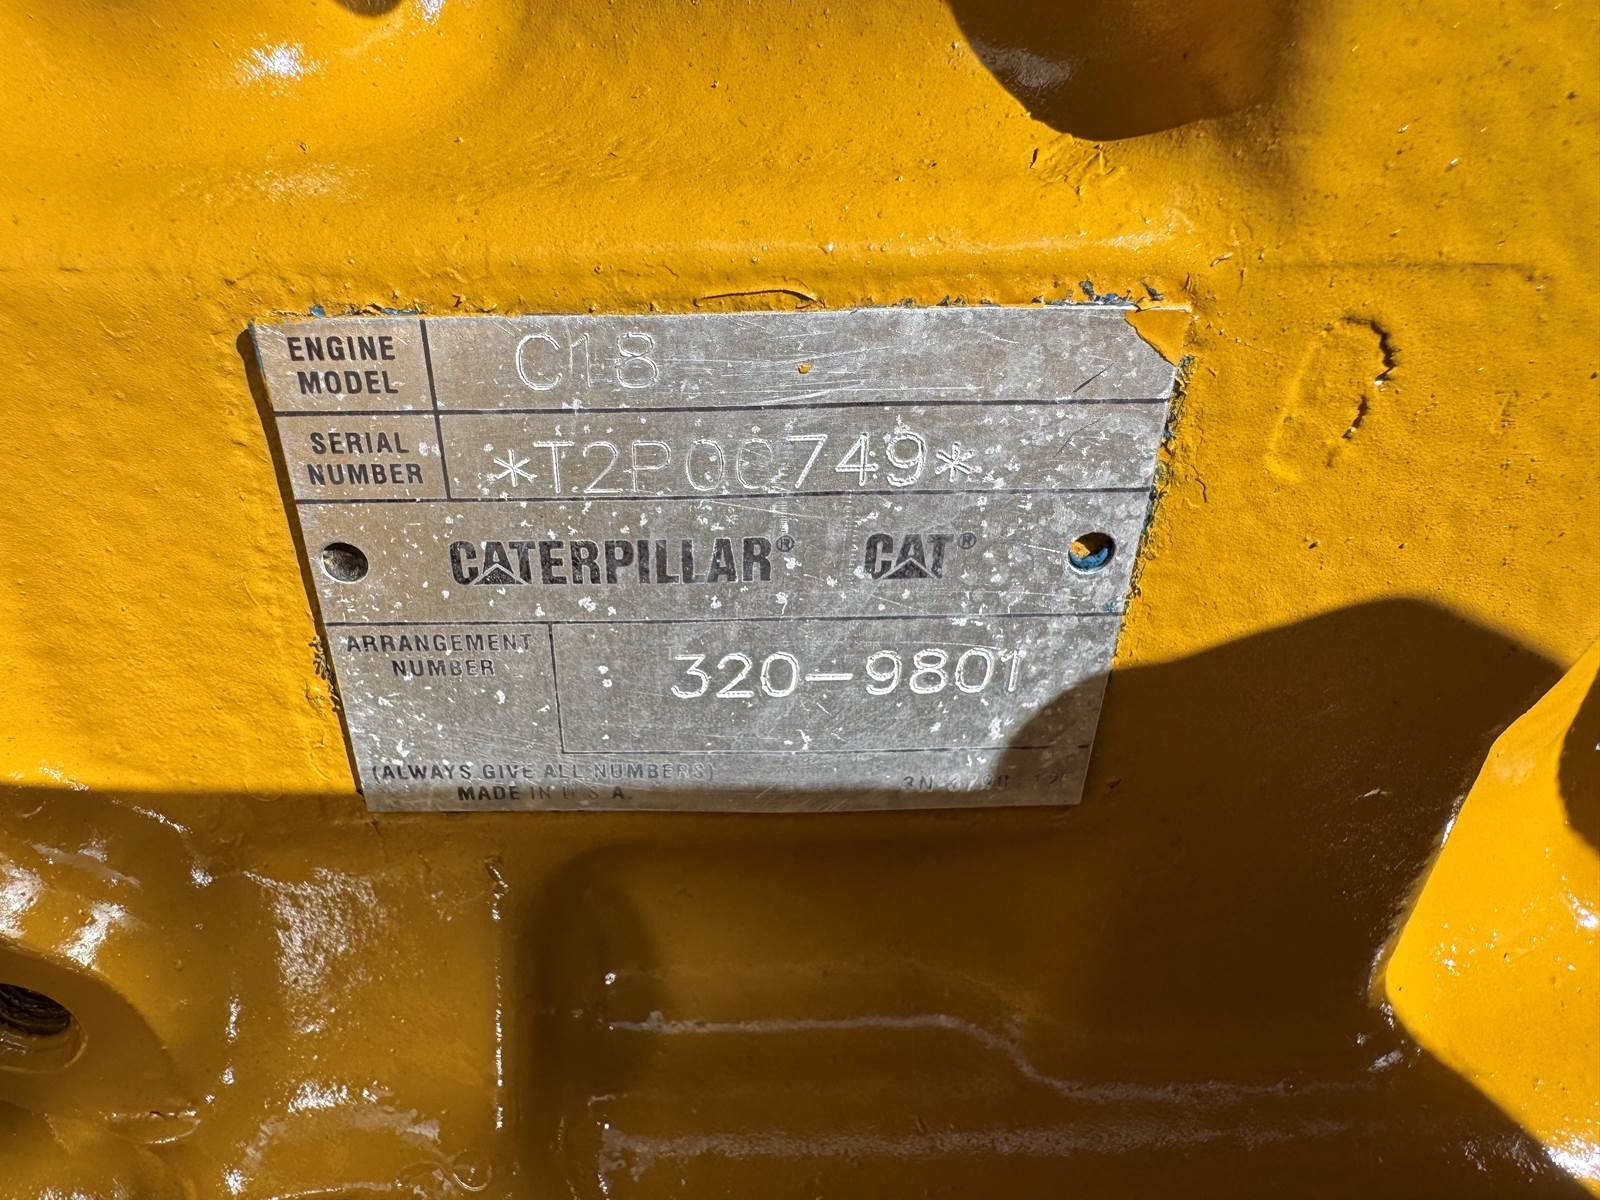 ENGINE MODEL C18
SERIAL NUMBER *T2P00749*
CATERPILLAR® CAT®
ARRANGEMENT NUMBER 320-9801
(ALWAYS GIVE ALL NUMBERS)
MADE IN U.S.A.